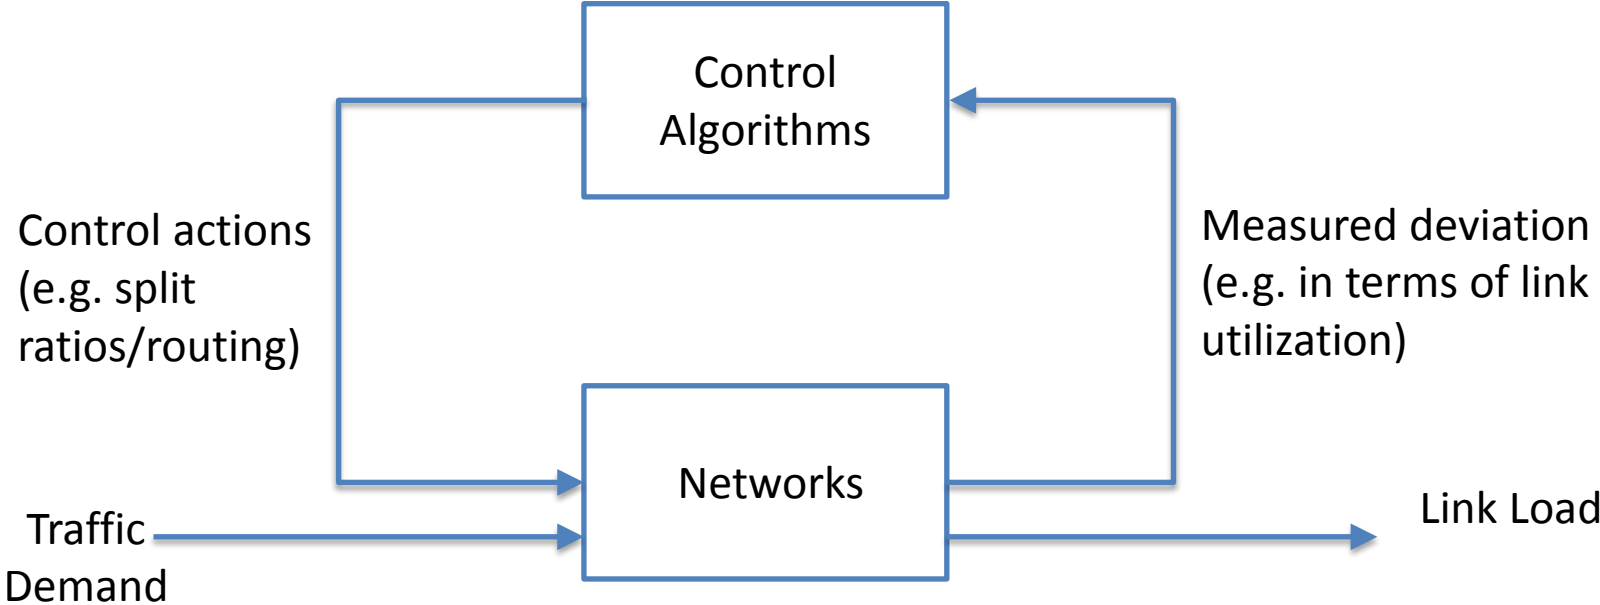 Control
Algorithms
Control actions
(e.g. split
ratios/routing)
Measured deviation
(e.g. in terms of link
utilization)
Networks
Traffic
Demand
Link Load